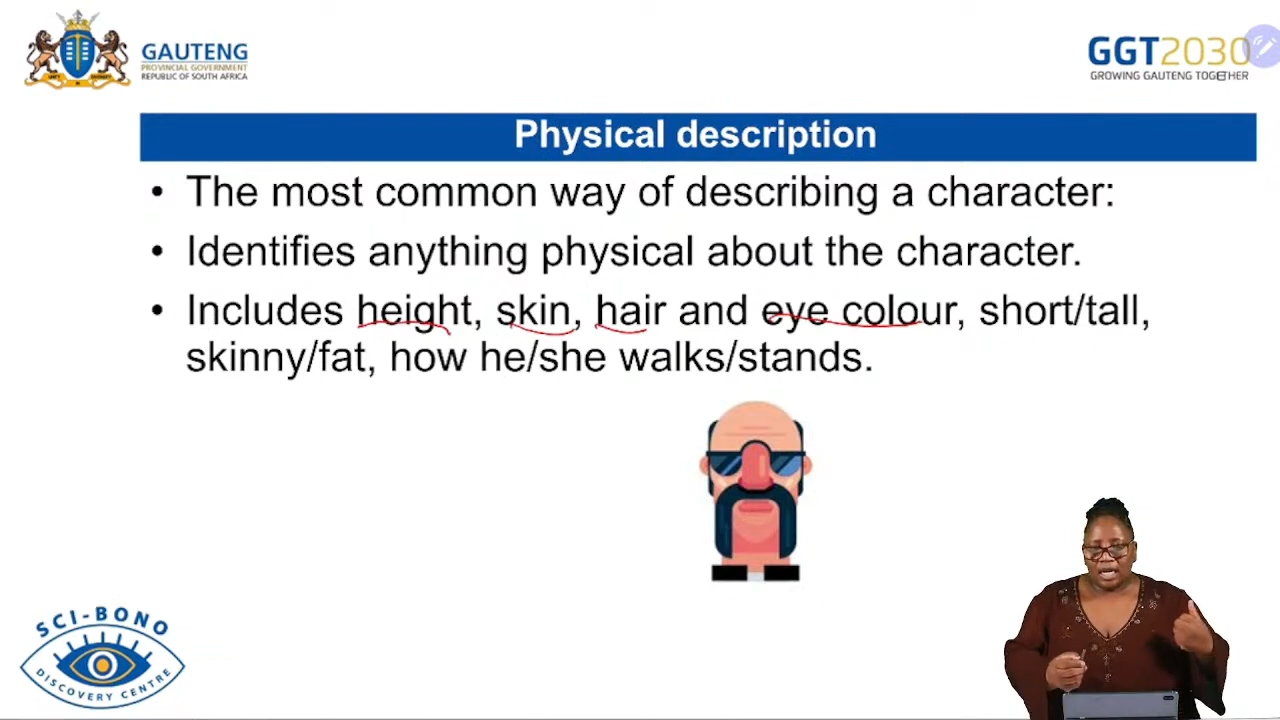 GAUTENG
PROVINCIAL GOVERNMENT
REPUBLIC OF SOUTH AFRICA
GGT2030
GROWING GAUTENG TOGETHER
Physical description
• The most common way of describing a character:
• Identifies anything physical about the character.
• Includes height, skin, hair and eye colour, short/tall,
skinny/fat, how he/she walks/stands.
SCI-BONO
DISCOVERY CENTRE